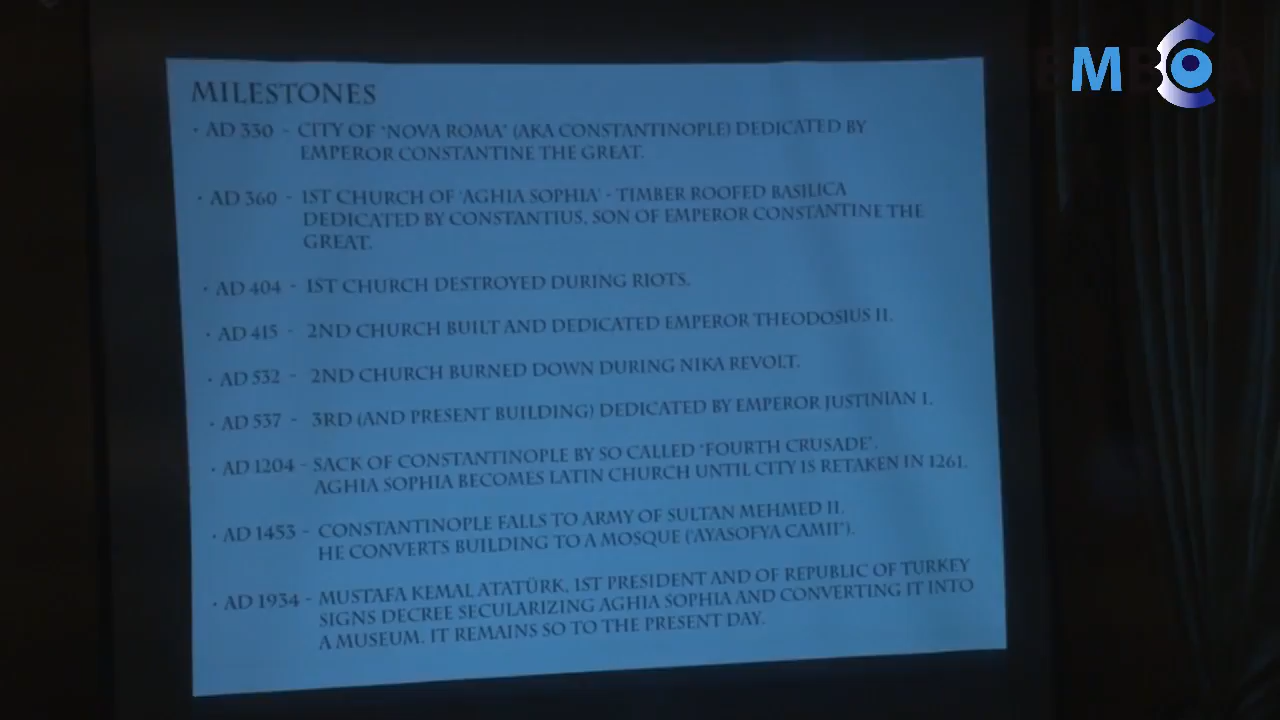 MILESTONES
• AD 330 - CITY OF "NOVA ROMA" (AKA CONSTANTINOPLE) DEDICATED BY
EMPEROR CONSTANTINE THE GREAT.
• AD 360 - 1ST CHURCH OF 'AGHIA SOPHIA' - TIMBER ROOFED BASILICA
DEDICATED BY CONSTANTIUS, SON OF EMPEROR CONSTANTINE THE
GREAT.
• AD 404 - 1ST CHURCH DESTROYED DURING RIOTS.
• AD 415 - 2ND CHURCH BUILT AND DEDICATED EMPEROR THEODOSIUS II.
• AD 532 - 2ND CHURCH BURNED DOWN DURING NIKA REVOLT.
• AD 537 - 3RD (AND PRESENT BUILDING) DEDICATED BY EMPEROR JUSTINIAN I.
• AD 1204 - SACK OF CONSTANTINOPLE BY SO CALLED "FOURTH CRUSADE".
AGHIA SOPHIA BECOMES LATIN CHURCH UNTIL CITY IS RETAKEN IN 1261.
• AD 1453 - CONSTANTINOPLE FALLS TO ARMY OF SULTAN MEHMED II.
HE CONVERTS BUILDING TO A MOSQUE ('AYASOFYA CAMII").
• AD 1934 - MUSTAFA KEMAL ATATÜRK, 1ST PRESIDENT AND OF REPUBLIC OF TURKEY
SIGNS DECREE SECULARIZING AGHIA SOPHIA AND CONVERTING IT INTO
A MUSEUM. IT REMAINS SO TO THE PRESENT DAY.